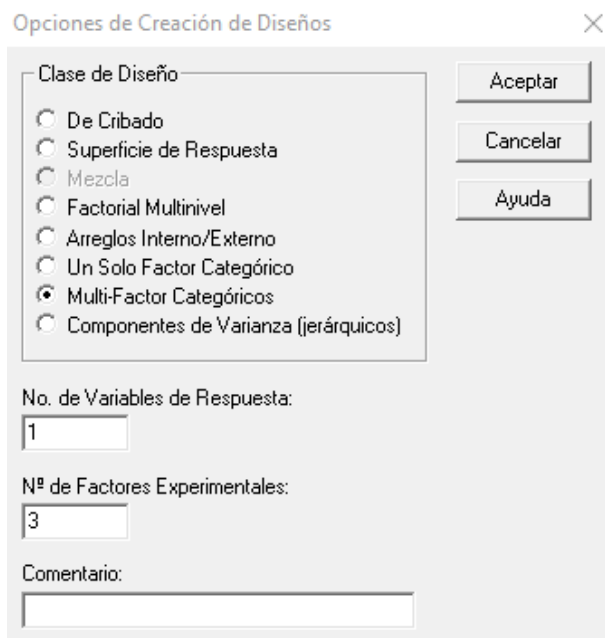 Opciones de Creación de Diseños
Clase de Diseño
De Cribado
Superficie de Respuesta
Mezcla
Factorial Multinivel
Arreglos Interno/Externo
Un Solo Factor Categórico
Multi-Factor Categóricos
Componentes de Varianza (jerárquicos)
Aceptar
Cancelar
Ayuda
No. de Variables de Respuesta:
1
Nº de Factores Experimentales:
3
Comentario: